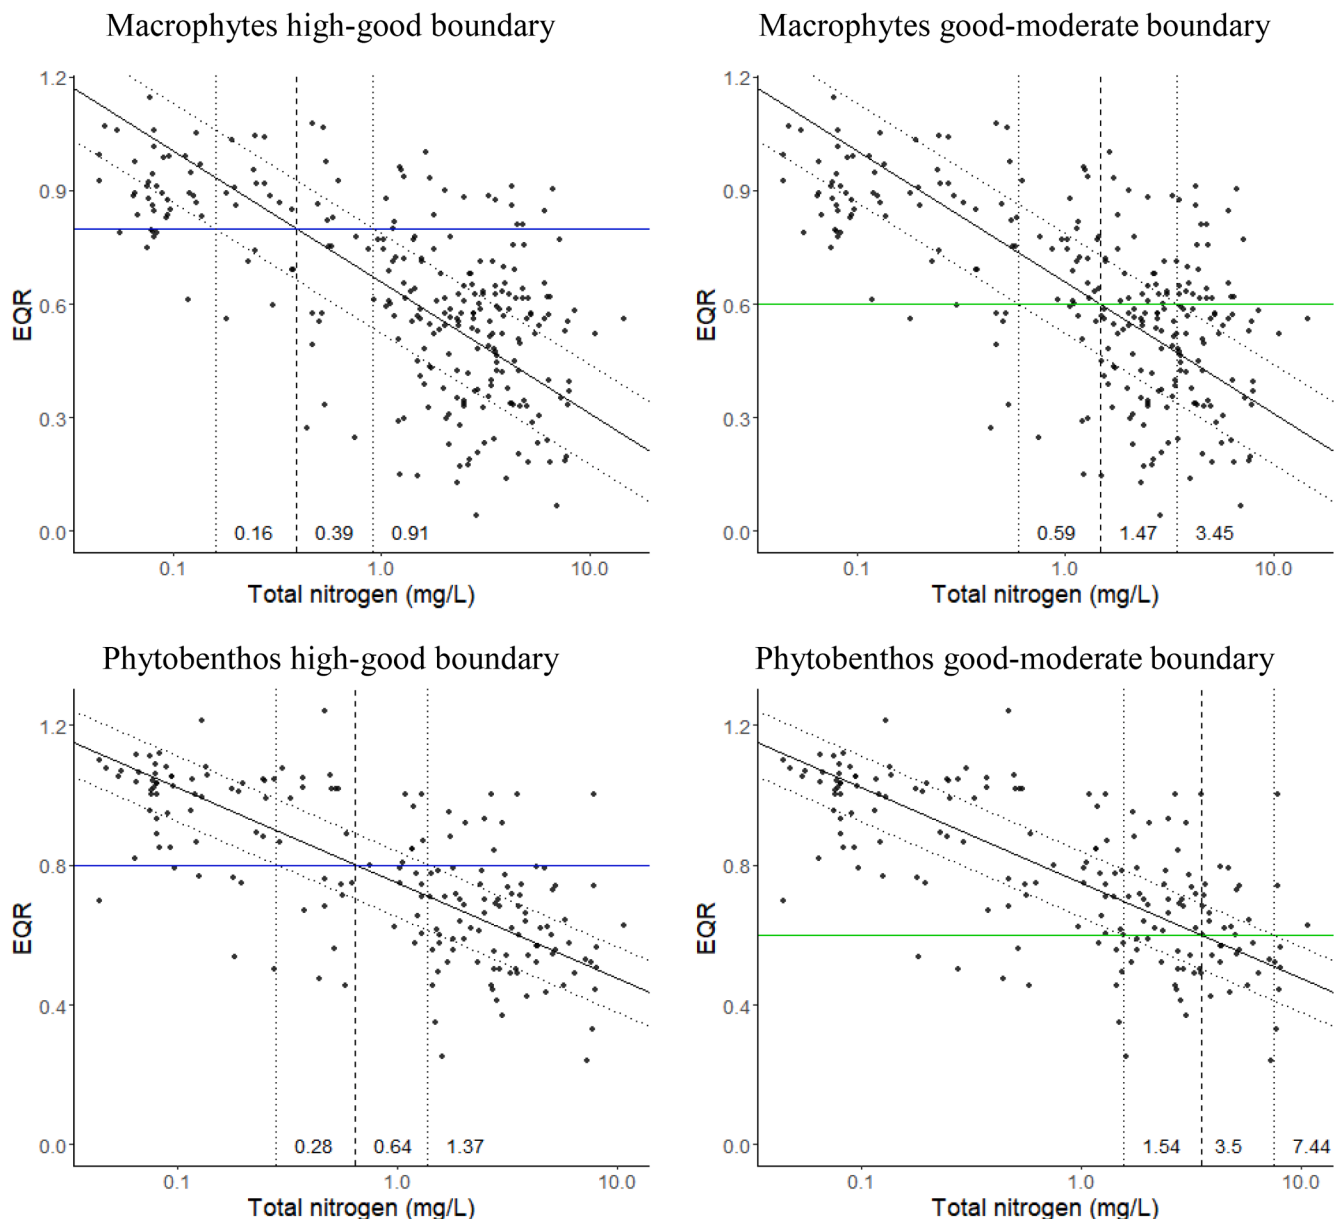 Macrophytes high-good boundary
Macrophytes good-moderate boundary
1.2
0.9
0.6
0.3
0.0
EQR
0.16 0.39 0.91
0.1 1.0 10.0
Total nitrogen (mg/L)
1.2
0.9
0.6
0.3
0.0
EQR
0.59 1.47 3.45
0.1 1.0 10.0
Total nitrogen (mg/L)
Phytobenthos high-good boundary
Phytobenthos good-moderate boundary
1.2
0.8
0.4
0.0
EQR
0.28 0.64 1.37
0.1 1.0 10.0
Total nitrogen (mg/L)
1.2
0.8
0.4
0.0
EQR
1.54 3.5 7.44
0.1 1.0 10.0
Total nitrogen (mg/L)